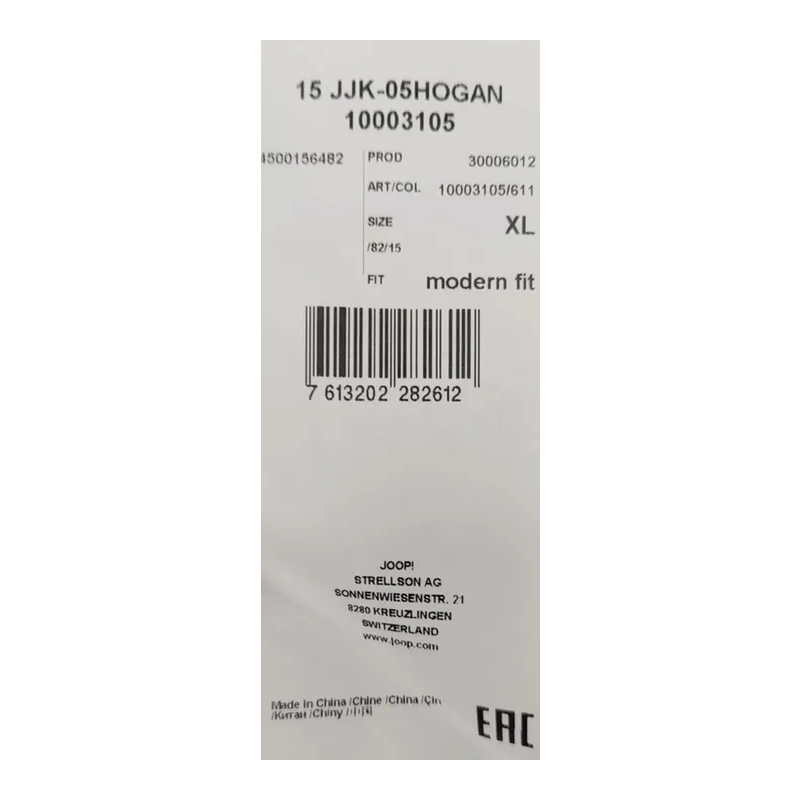 15 JJK-05HOGAN
10003105
4500156482 PROD 30006012
ART/COL 10003105/611
SIZE XL
/82/15
FIT modern fit
7 613202 282612
JOOP!
STRELLSON AG
SONNENWIESENSTR. 21
8280 KREUZLINGEN
SWITZERLAND
www.joop.com
Made In China /Chine /China /Çin
/Китай /Chiny /中国
EAC